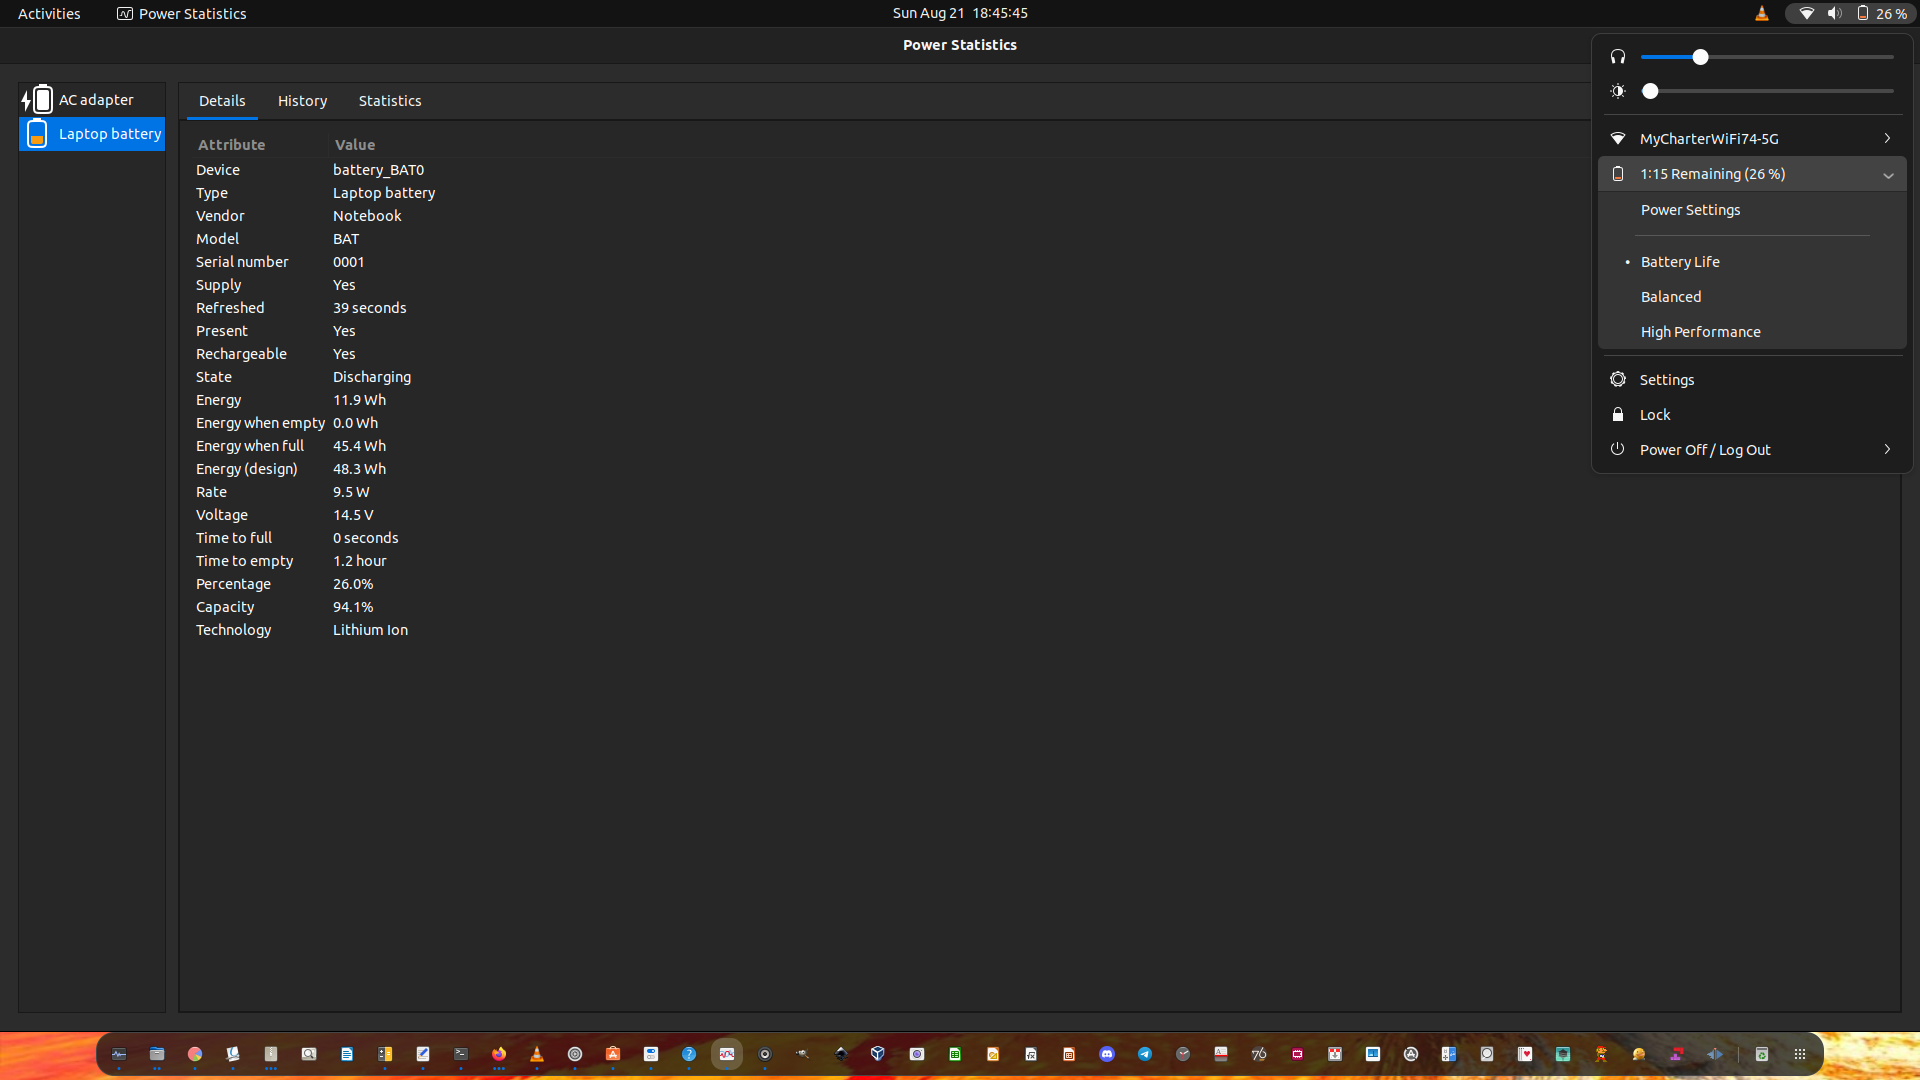 Activities
Power Statistics
Sun Aug 21 18:45:45
26 %
Power Statistics
AC adapter
Laptop battery
Details History Statistics
Attribute Value
Device battery_BAT0
Type Laptop battery
Vendor Notebook
Model BAT
Serial number 0001
Supply Yes
Refreshed 39 seconds
Present Yes
Rechargeable Yes
State Discharging
Energy 11.9 Wh
Energy when empty 0.0 Wh
Energy when full 45.4 Wh
Energy (design) 48.3 Wh
Rate 9.5 W
Voltage 14.5 V
Time to full 0 seconds
Time to empty 1.2 hour
Percentage 26.0%
Capacity 94.1%
Technology Lithium Ion
MyCharterWiFi74-5G
1:15 Remaining (26 %)
Power Settings
• Battery Life
Balanced
High Performance
Settings
Lock
Power Off / Log Out
76